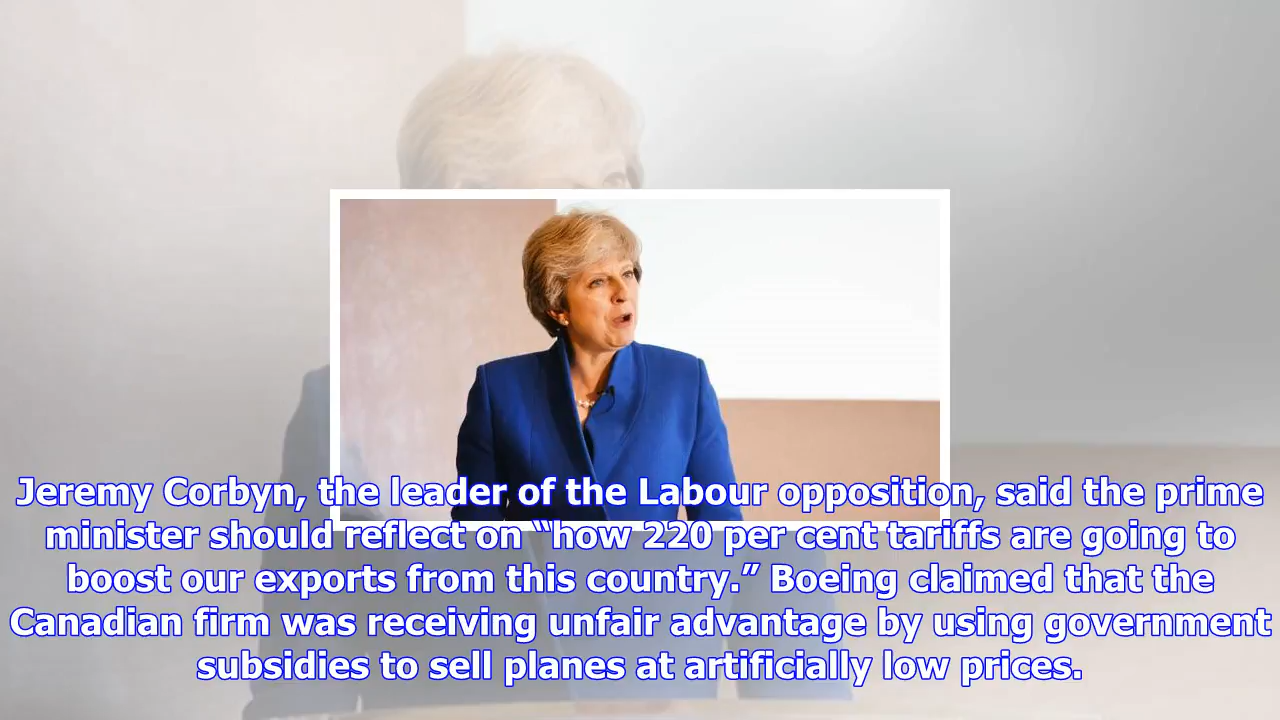 Jeremy Corbyn, the leader of the Labour opposition, said the prime
minister should reflect on “how 220 per cent tariffs are going to
boost our exports from this country.” Boeing claimed that the
Canadian firm was receiving unfair advantage by using government
subsidies to sell planes at artificially low prices.